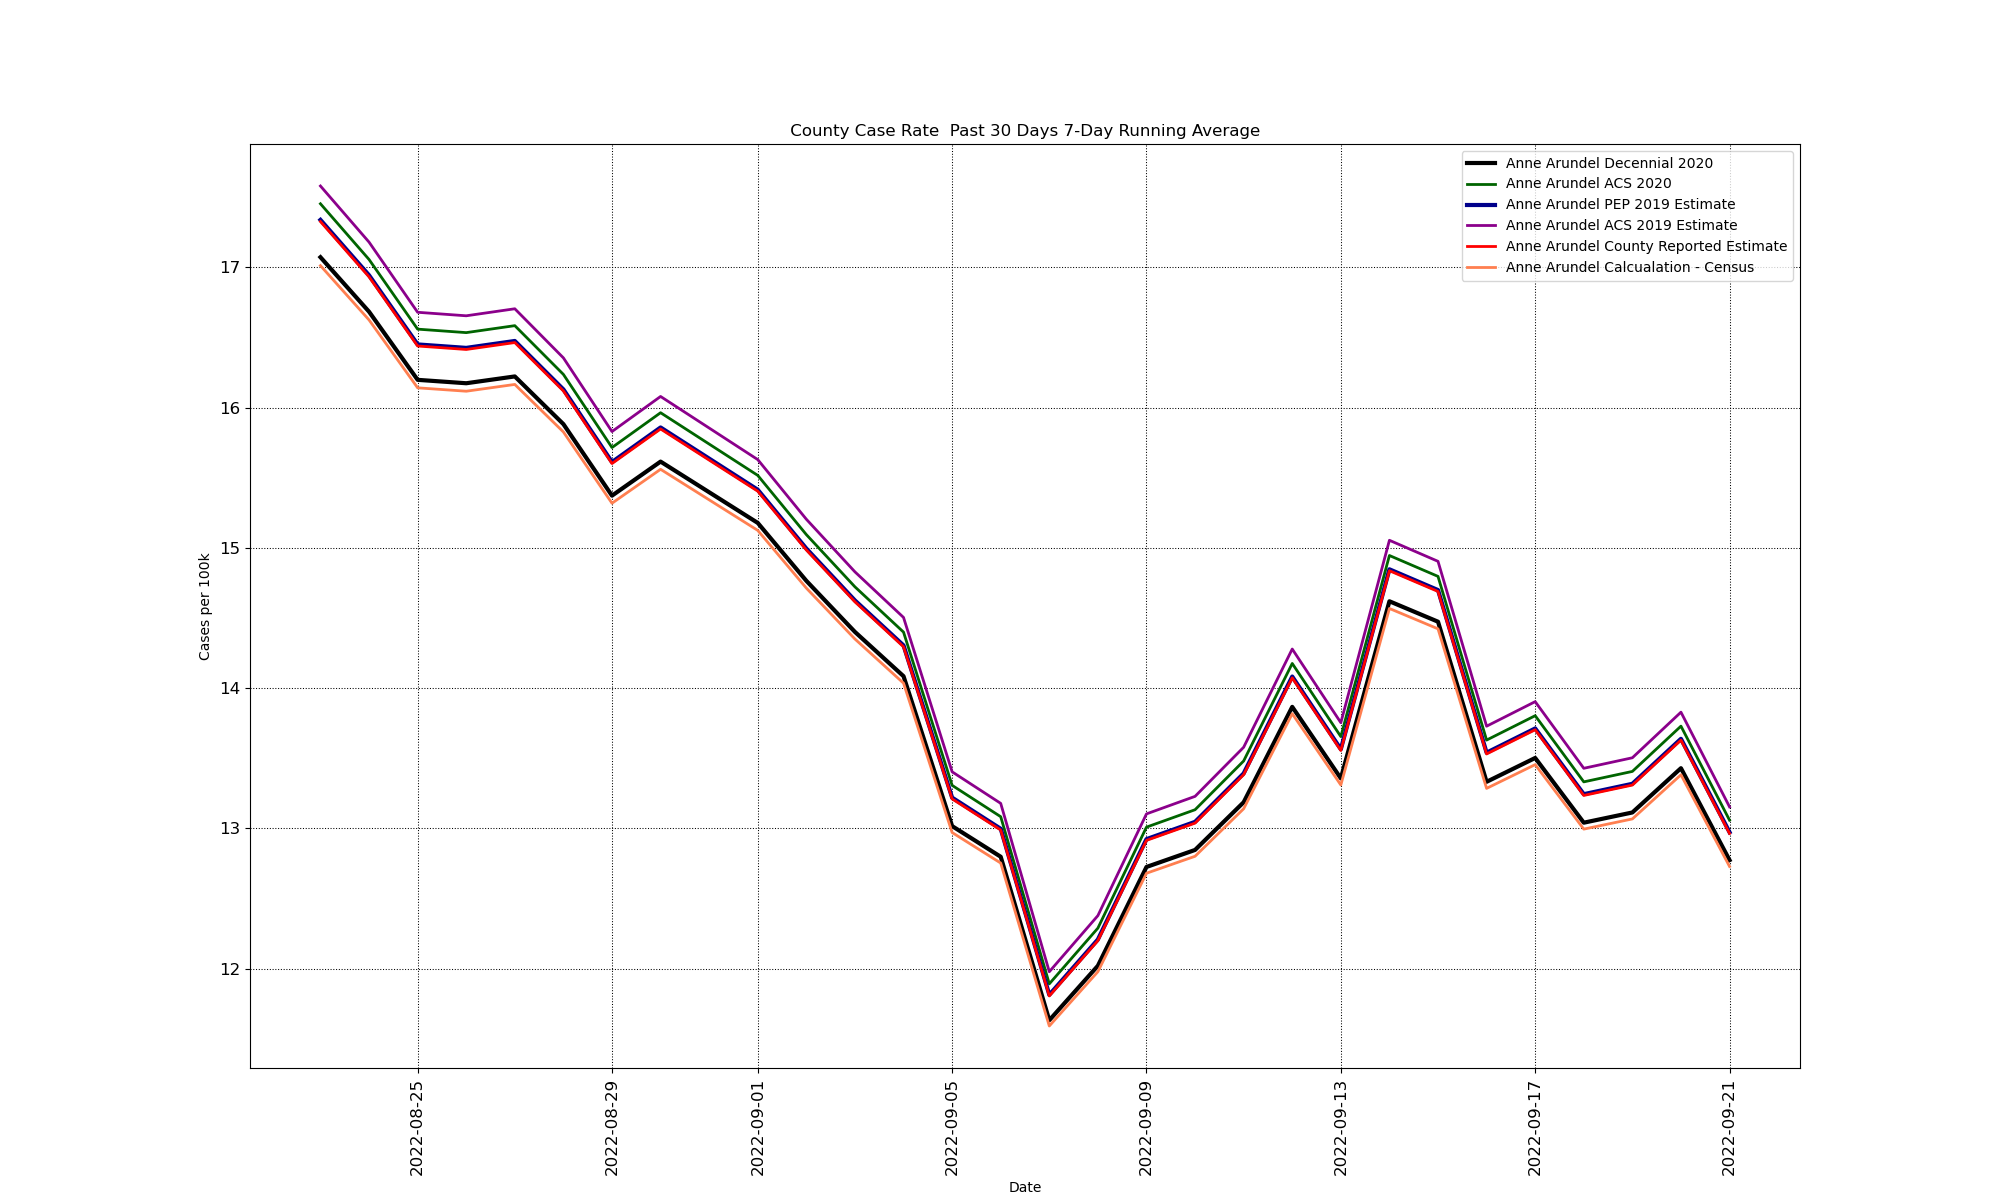 County Case Rate  Past 30 Days 7-Day Running Average
Anne Arundel Decennial 2020
Anne Arundel ACS 2020
Anne Arundel PEP 2019 Estimate
Anne Arundel ACS 2019 Estimate
Anne Arundel County Reported Estimate
Anne Arundel Calcualation - Census
Cases per 100k
17
16
15
14
13
12
2022-08-25
2022-08-29
2022-09-01
2022-09-05
2022-09-09
2022-09-13
2022-09-17
2022-09-21
Date